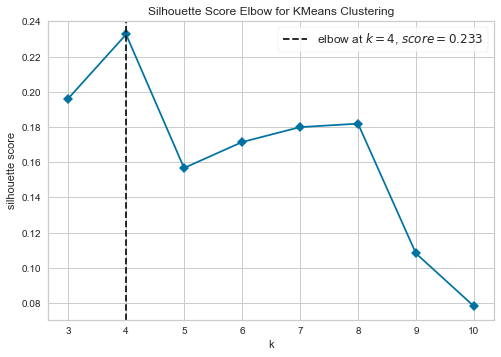 Silhouette Score Elbow for KMeans Clustering
elbow at k = 4, score = 0.233
silhouette score
0.24
0.22
0.20
0.18
0.16
0.14
0.12
0.10
0.08
3 4 5 6 7 8 9 10
k